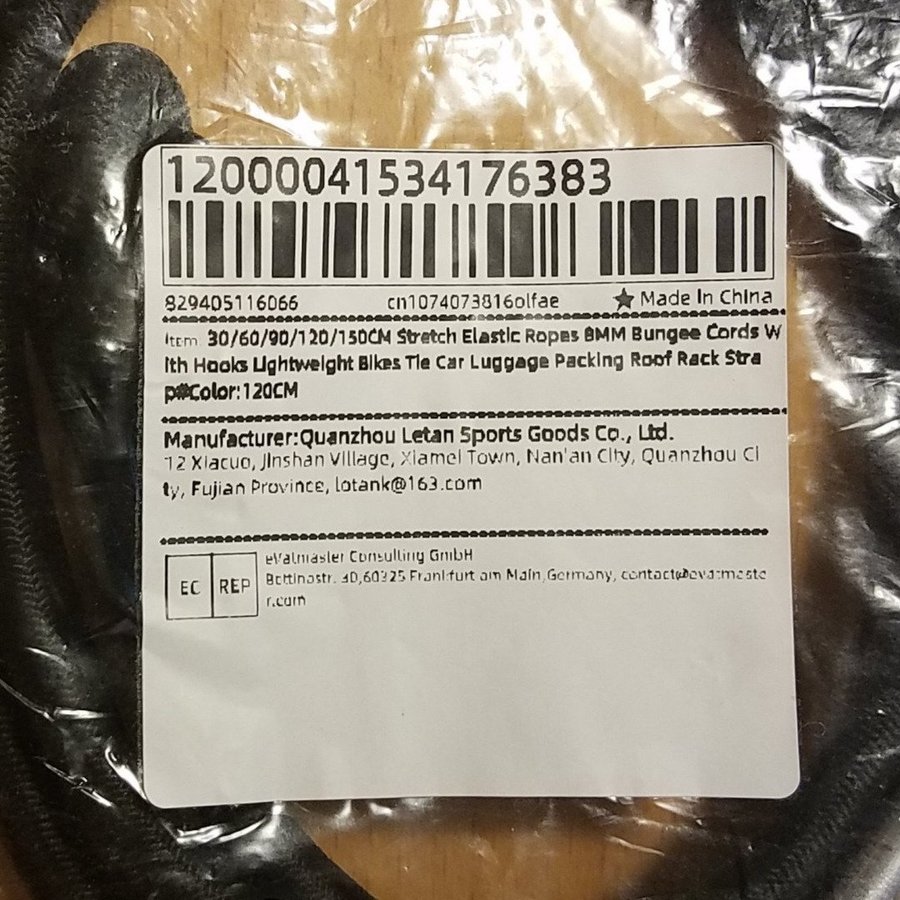 12000041534176383
829405116066 cn1074073816olfae ★ Made In China
Item: 30/60/90/120/150CM Stretch Elastic Ropes 8MM Bungee Cords W
ith Hooks Lightweight Bikes Tie Car Luggage Packing Roof Rack Stra
p#Color:120CM
Manufacturer:Quanzhou Letan Sports Goods Co., Ltd.
12 Xiacuo, Jinshan Village, Xiamei Town, Nan'an City, Quanzhou Ci
ty, Fujian Province, lotank@163.com
EC REP
eVatmaster Consulting GmbH
Bettinastr. 30,60325 Frankfurt am Main,Germany, contact@evatmaste
r.com